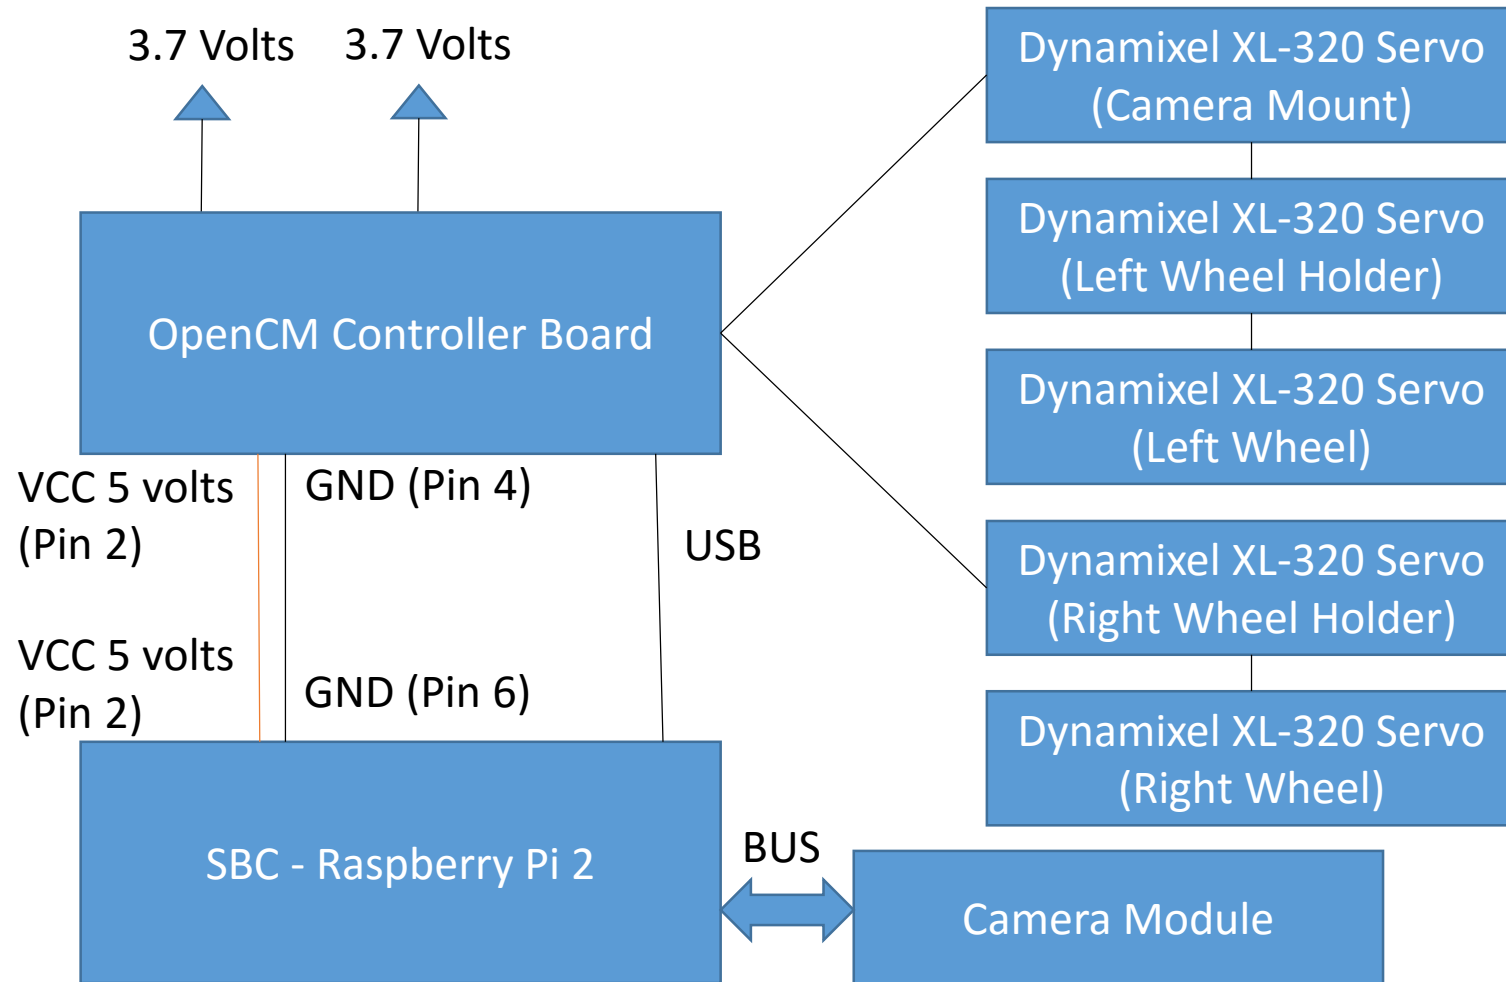 3.7 Volts
3.7 Volts
OpenCM Controller Board
VCC 5 volts
(Pin 2)
GND (Pin 4)
USB
VCC 5 volts
(Pin 2)
GND (Pin 6)
SBC - Raspberry Pi 2
BUS
Camera Module
Dynamixel XL-320 Servo
(Camera Mount)
Dynamixel XL-320 Servo
(Left Wheel Holder)
Dynamixel XL-320 Servo
(Left Wheel)
Dynamixel XL-320 Servo
(Right Wheel Holder)
Dynamixel XL-320 Servo
(Right Wheel)